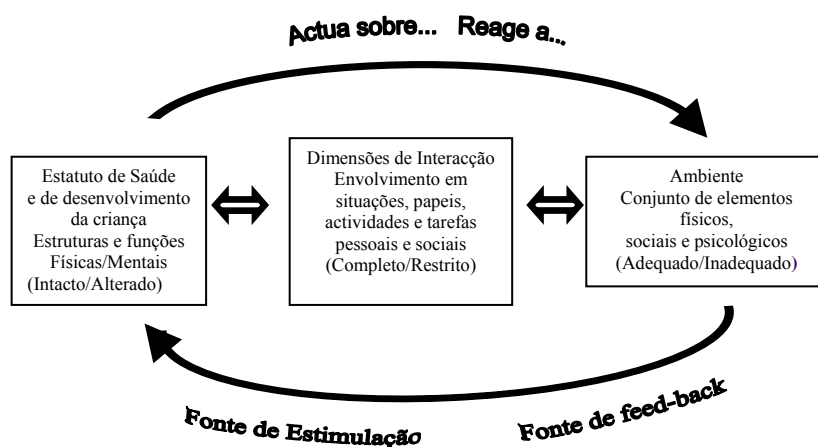 Actua sobre... Reage a...
Estatuto de Saúde
e de desenvolvimento
da criança
Estruturas e funções
Físicas/Mentais
(Intacto/Alterado)
Dimensões de Interacção
Envolvimento em
situações, papeis,
actividades e tarefas
pessoais e sociais
(Completo/Restrito)
Ambiente
Conjunto de elementos
físicos,
sociais e psicológicos
(Adequado/Inadequado)
Fonte de Estimulação
Fonte de feed-back